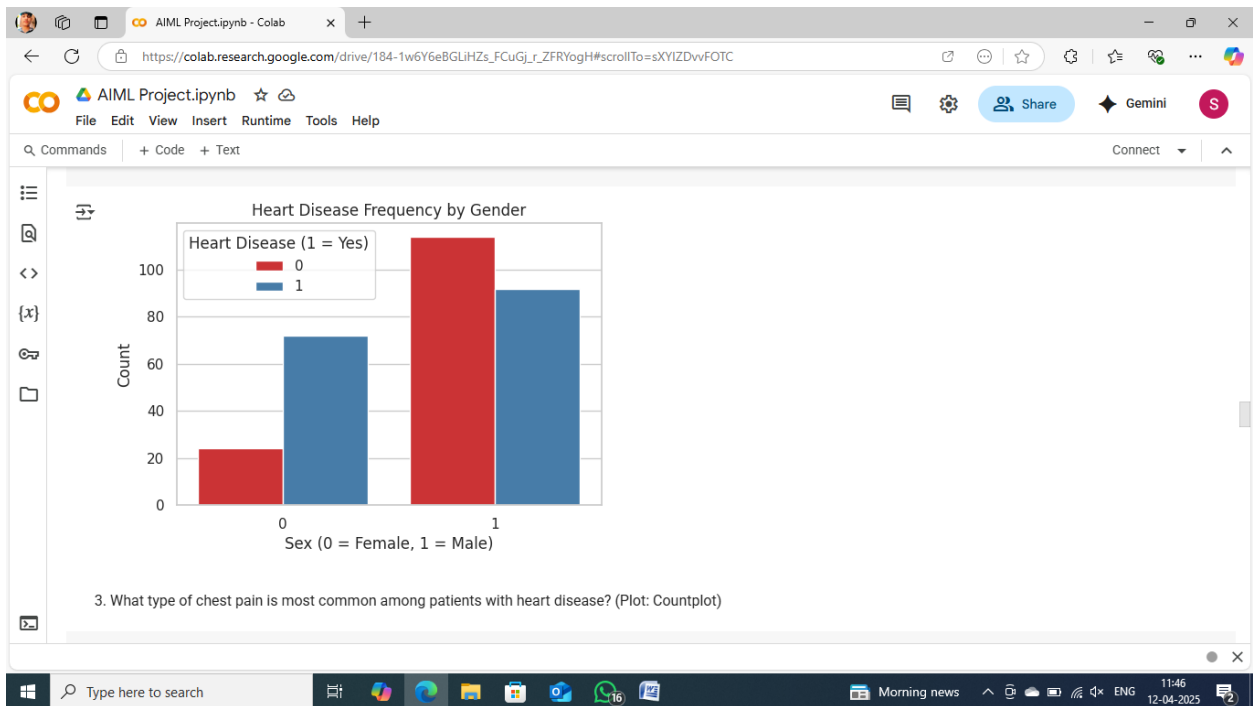 AIML Project.ipynb - Colab
https://colab.research.google.com/drive/184-1w6Y6eBGLiHZs_FCuGj_r_ZFRYogH#scrollTo=sXYIZDvvFOTC
AIML Project.ipynb
File Edit View Insert Runtime Tools Help
Share
Gemini
S
Commands + Code + Text
Connect
Heart Disease Frequency by Gender
Heart Disease (1 = Yes)
0
1
100
80
60
40
20
0
Count
0 1
Sex (0 = Female, 1 = Male)
3. What type of chest pain is most common among patients with heart disease? (Plot: Countplot)
Type here to search
16
Morning news
ENG
11:46
12-04-2025
2